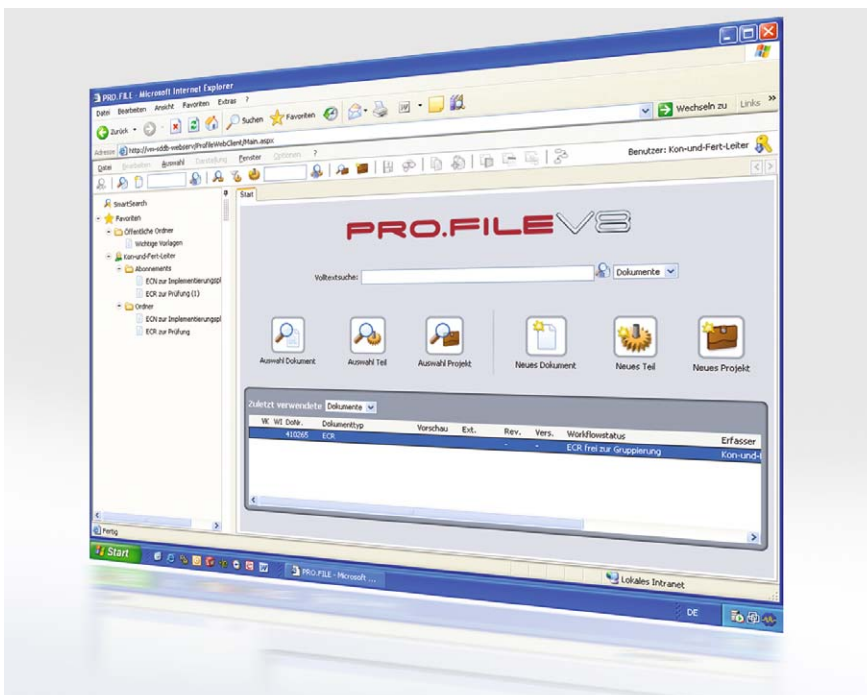 PRO.FILE - Microsoft Internet Explorer
Datei Bearbeiten Ansicht Favoriten Extras ?
Zurück Suchen Favoriten Wechseln zu Links »
Adresse http://vm-sddb-webserv/ProfileWebClient/Main.aspx
Datei Bearbeiten Auswahl Darstellung Fenster Optionen ? Benutzer: Kon-und-Fert-Leiter
SmartSearch
Favoriten
Öffentliche Ordner
Wichtige Vorlagen
Kon-und-Fert-Leiter
Abonnements
ECN zur Implementierungspl
ECR zur Prüfung (1)
Ordner
ECN zur Implementierungspl
ECR zur Prüfung
Start
PRO.FILE V8
Volltextsuche: Dokumente
Auswahl Dokument Auswahl Teil Auswahl Projekt Neues Dokument Neues Teil Neues Projekt
Zuletzt verwendete Dokumente
VK WI DoNr. Dokumenttyp Vorschau Ext. Rev. Vers. Workflowstatus Erfasser
410265 ECR - - ECR frei zur Gruppierung Kon-und-F
Fertig Lokales Intranet
Start PRO.FILE - Microsoft ... DE